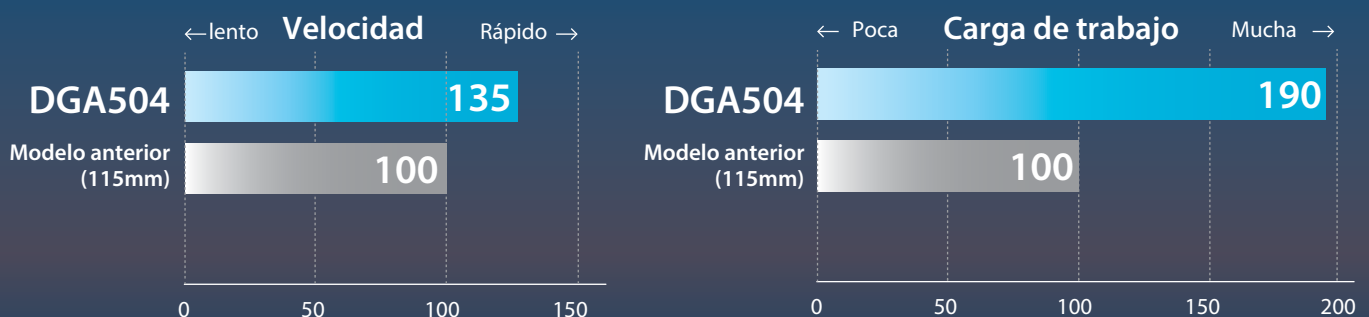 ←lento Velocidad Rápido →
DGA504 135
Modelo anterior
(115mm) 100
0 50 100 150
← Poca Carga de trabajo Mucha →
DGA504 190
Modelo anterior
(115mm) 100
0 50 100 150 200